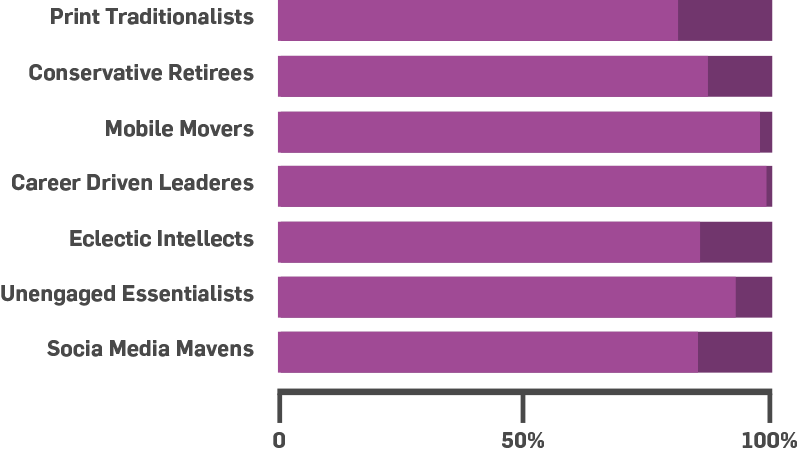 Print Traditionalists
Conservative Retirees
Mobile Movers
Career Driven Leaderes
Eclectic Intellects
Unengaged Essentialists
Socia Media Mavens
0 50% 100%